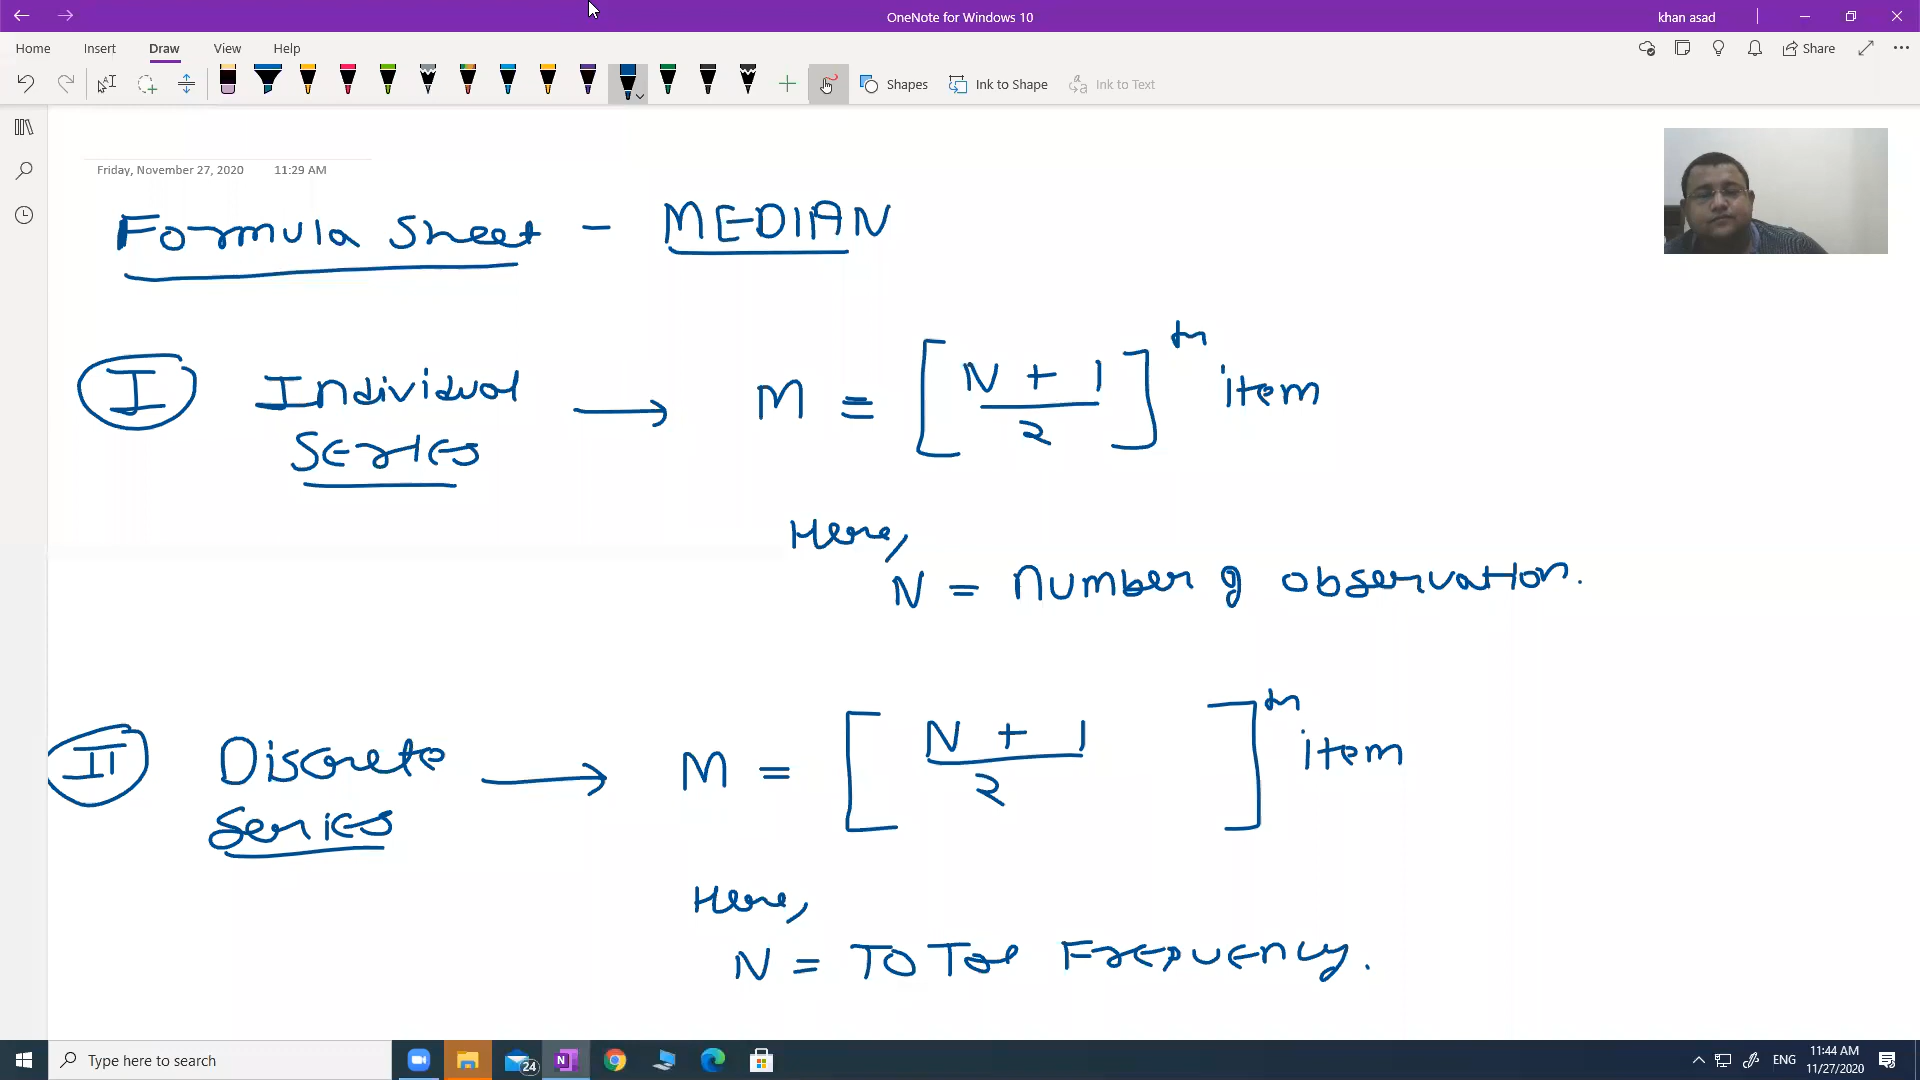 OneNote for Windows 10
khan asad
Home Insert Draw View Help
Share
Shapes Ink to Shape Ink to Text
Friday, November 27, 2020 11:29 AM
Formula Sheet - MEDIAN
I Individual Series → M = [N + 1 / 2]th item
Here,
N = Number of observation.
II Discrete Series → M = [N + 1 / 2]th item
Here,
N = TOTal Frequency.
Type here to search
24
ENG
11:44 AM
11/27/2020